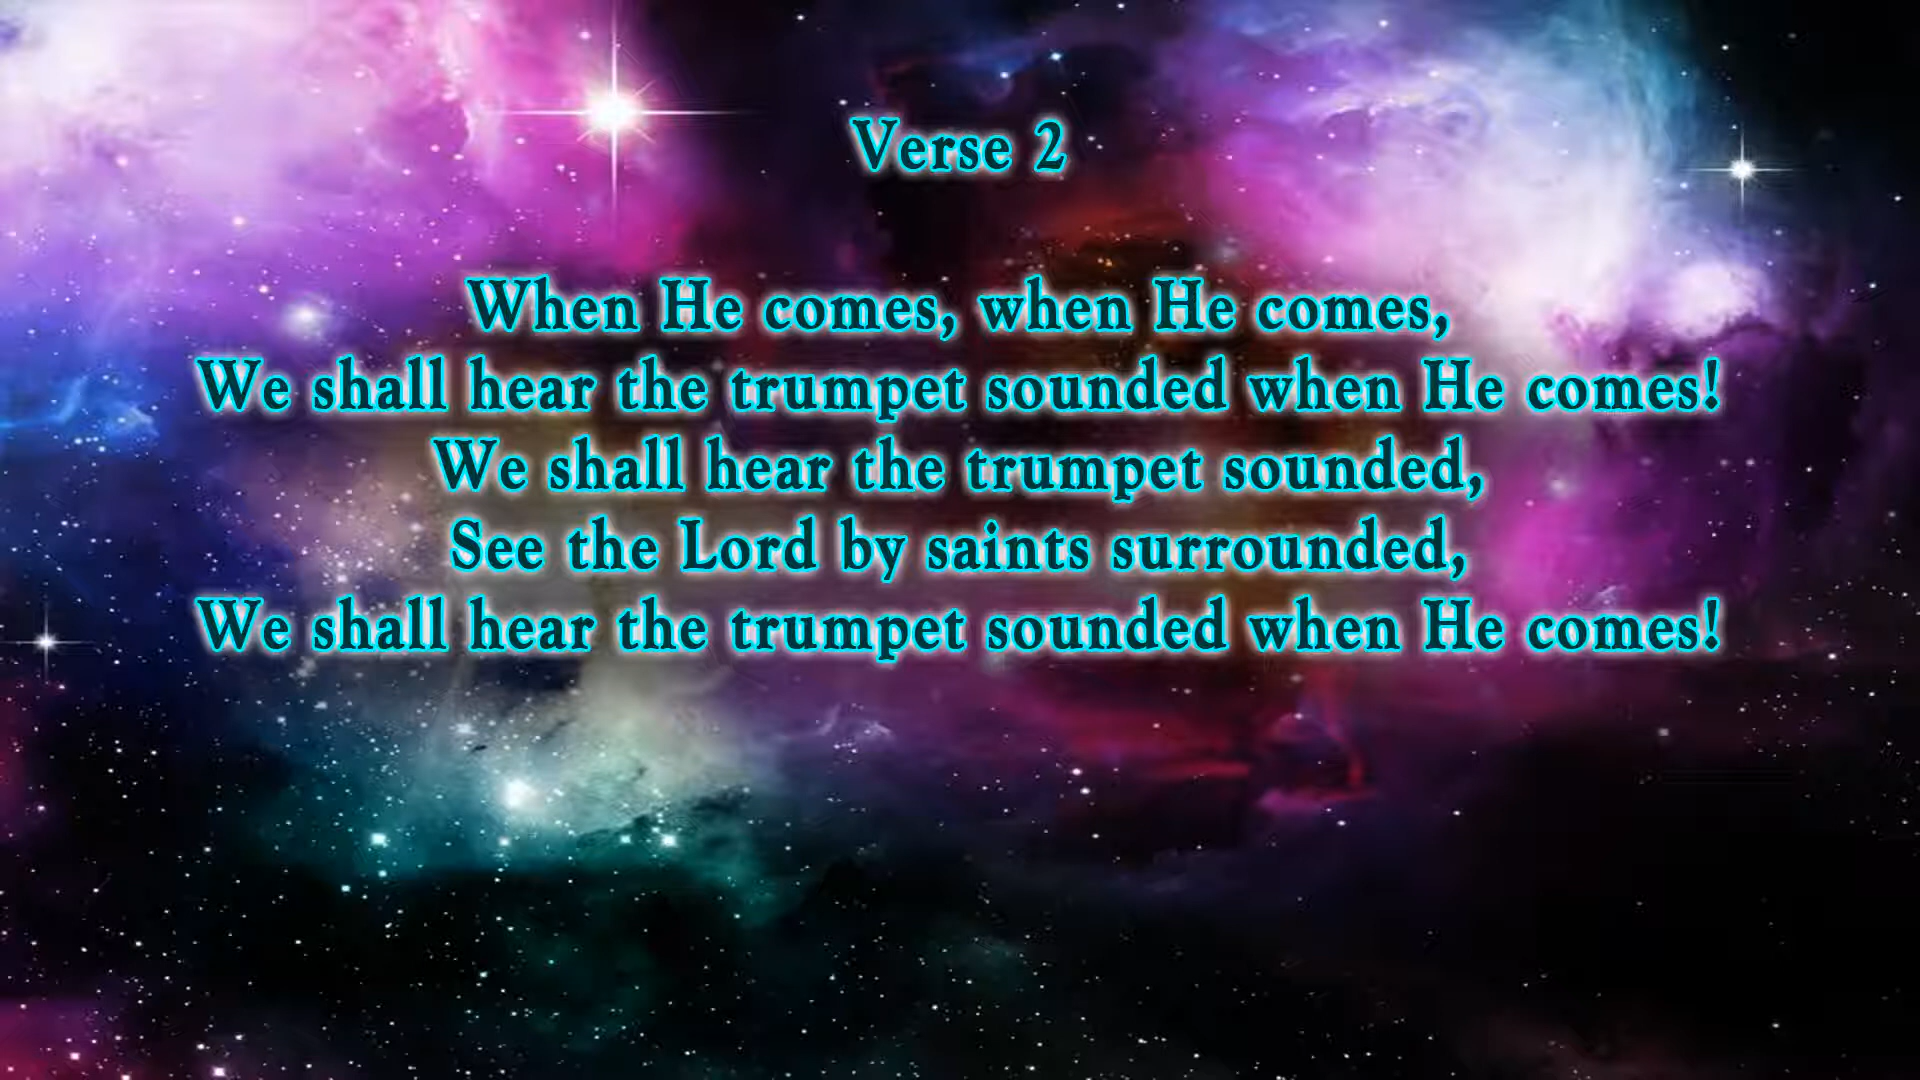 Verse 2
When He comes, when He comes,
We shall hear the trumpet sounded when He comes!
We shall hear the trumpet sounded,
See the Lord by saints surrounded,
We shall hear the trumpet sounded when He comes!